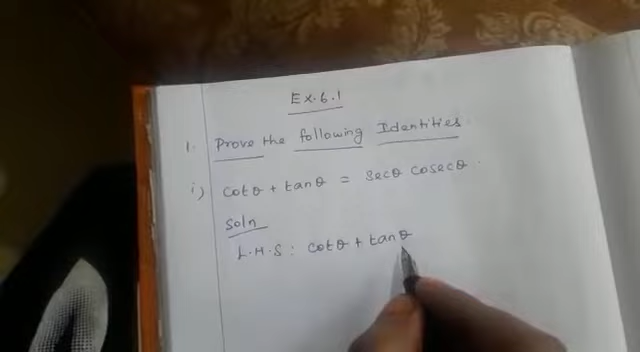 Ex.6.1
1. Prove the following Identities.
i) cotθ + tanθ = secθ cosecθ.
Soln
L.H.S : cotθ + tanθ